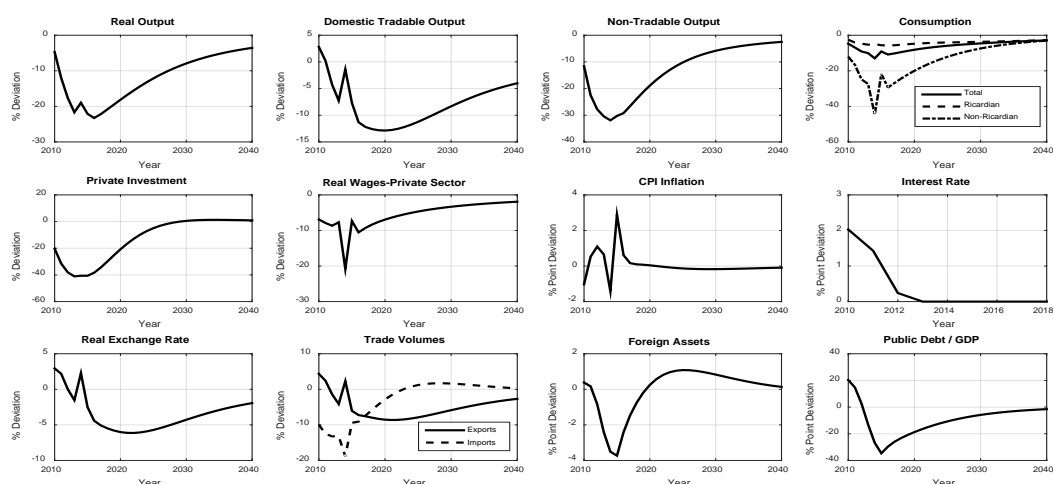 Real Output
% Deviation
0
-10
-20
-30
2010 2020 2030 2040
Year
Domestic Tradable Output
% Deviation
5
0
-5
-10
-15
2010 2020 2030 2040
Year
Non-Tradable Output
% Deviation
0
-10
-20
-30
-40
2010 2020 2030 2040
Year
Consumption
% Deviation
0
-20
-40
-60
Total
Ricardian
Non-Ricardian
2010 2020 2030 2040
Year
Private Investment
% Deviation
20
0
-20
-40
-60
2010 2020 2030 2040
Year
Real Wages-Private Sector
% Deviation
0
-10
-20
-30
2010 2020 2030 2040
Year
CPI Inflation
% Point Deviation
4
2
0
-2
2010 2020 2030 2040
Year
Interest Rate
% Point Deviation
3
2
1
0
2010 2012 2014 2016 2018
Year
Real Exchange Rate
% Deviation
5
0
-5
-10
2010 2020 2030 2040
Year
Trade Volumes
% Deviation
10
0
-10
-20
Exports
Imports
2010 2020 2030 2040
Year
Foreign Assets
% Point Deviation
2
0
-2
-4
2010 2020 2030 2040
Year
Public Debt / GDP
% Point Deviation
40
20
0
-20
-40
2010 2020 2030 2040
Year